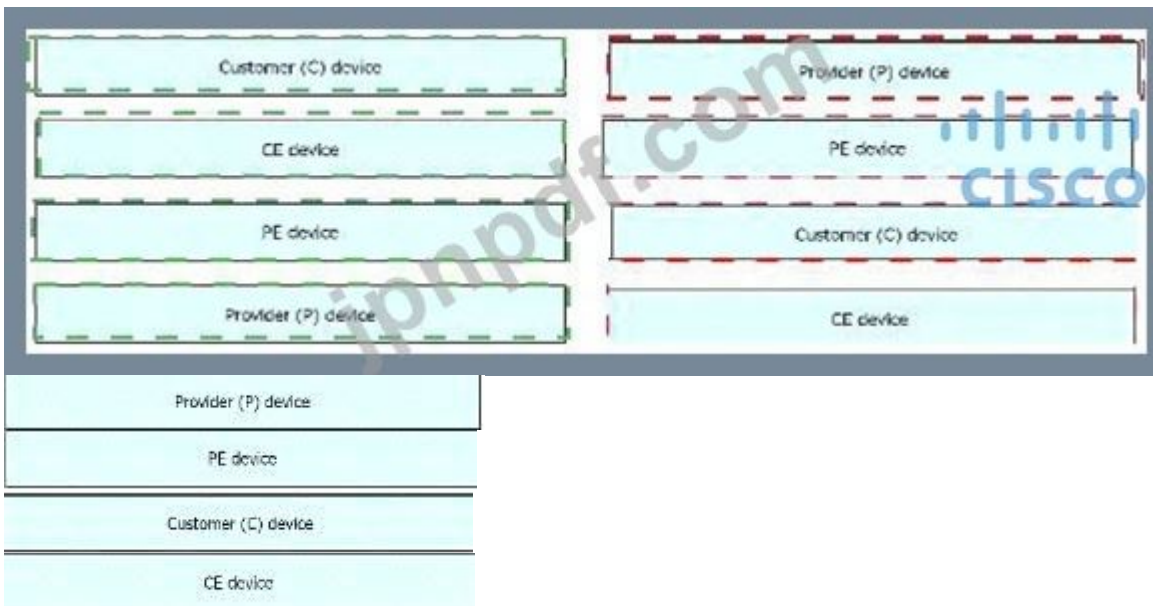 Customer (C) device
Provider (P) device
CE device
PE device
CISCO
PE device
Customer (C) device
Provider (P) device
CE device
jpnpdf.com
Provider (P) device
PE device
Customer (C) device
CE device